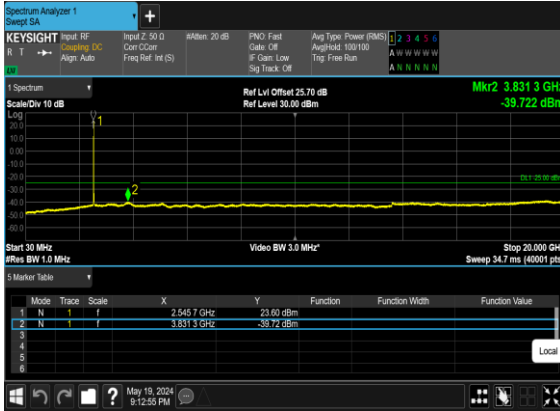 Spectrum Analyzer 1
Swept SA
+
KEYSIGHT Input: RF Input Z: 50 Ω #Atten: 20 dB PNO: Fast Avg Type: Power (RMS) 1 2 3 4 5 6
R T Coupling: DC Corr CCorr Gate: Off Avg|Hold: 100/100 A W W W W W
Align: Auto Freq Ref: Int (S) IF Gain: Low Trig: Free Run
Sig Track: Off A N N N N N
1 Spectrum Ref Lvl Offset 25.70 dB Mkr2 3.831 3 GHz
Scale/Div 10 dB Ref Level 30.00 dBm -39.722 dBm
Log
20.0
10.0
0.00
-10.0
-20.0
-30.0
-40.0
-50.0
-60.0
1
2
DL1 -25.00 dBm
Start 30 MHz Video BW 3.0 MHz* Stop 20.000 GH
#Res BW 1.0 MHz Sweep 34.7 ms (40001 pts
5 Marker Table
Mode Trace Scale X Y Function Function Width Function Value
1 N 1 f 2.545 7 GHz 23.60 dBm
2 N 1 f 3.831 3 GHz -39.72 dBm
3
4
5
6
Local
? May 19, 2024
9:12:55 PM